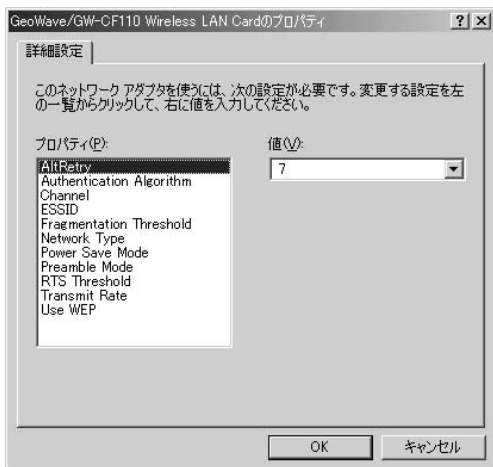 GeoWave/GW-CF110 Wireless LAN Cardのプロパティ
詳細設定
このネットワーク アダプタを使うには、次の設定が必要です。変更する設定を左
の一覧からクリックして、右に値を入力してください。
プロパティ(P):
値(V):
AltRetry
7
Authentication Algorithm
Channel
ESSID
Fragmentation Threshold
Network Type
Power Save Mode
Preamble Mode
RTS Threshold
Transmit Rate
Use WEP
OK
キャンセル